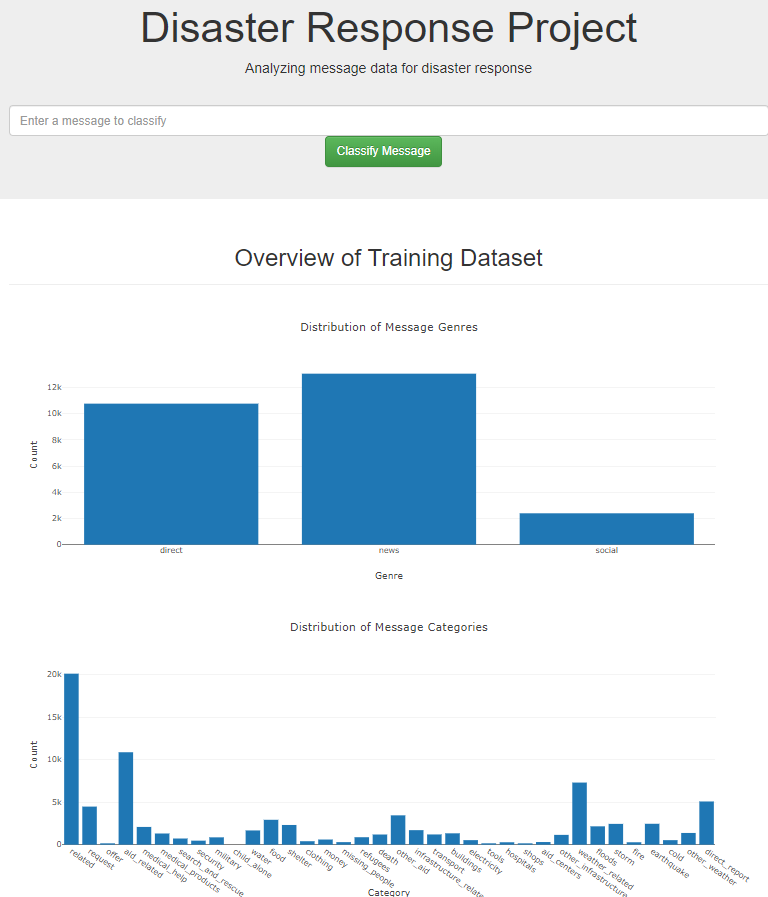 Disaster Response Project
Analyzing message data for disaster response
Enter a message to classify
Classify Message
Overview of Training Dataset
Distribution of Message Genres
12k
10k
8k
6k
4k
2k
0
Count
direct
news
social
Genre
Distribution of Message Categories
20k
15k
10k
5k
0
Count
related
request
offer
aid_related
medical_help
medical_products
search_and_rescue
security
military
child_alone
water
food
shelter
clothing
money
missing_people
refugees
death
other_aid
infrastructure_relate
transport
buildings
electricity
tools
hospitals
shops
aid_centers
other_infrastructure
weather_related
floods
storm
fire
earthquake
cold
other_weather
direct_report
Category